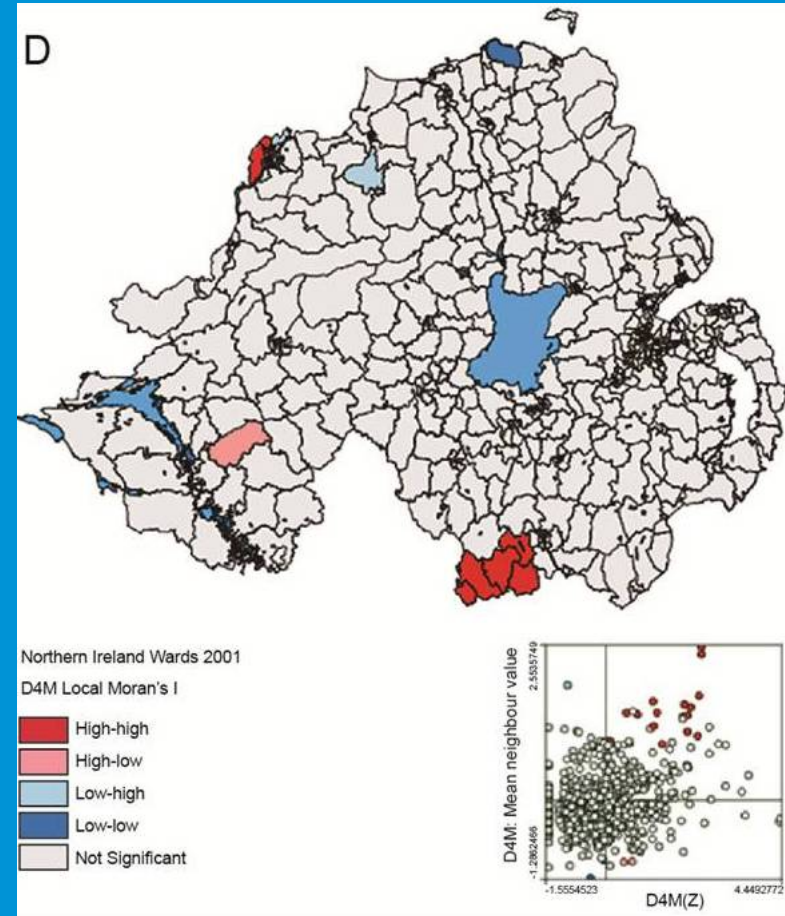 D
Northern Ireland Wards 2001
D4M Local Moran's I
High-high
High-low
Low-high
Low-low
Not Significant
D4M: Mean neighbour value
2.5535749
-1.2862466
-1.5554523
4.4492772
D4M(Z)